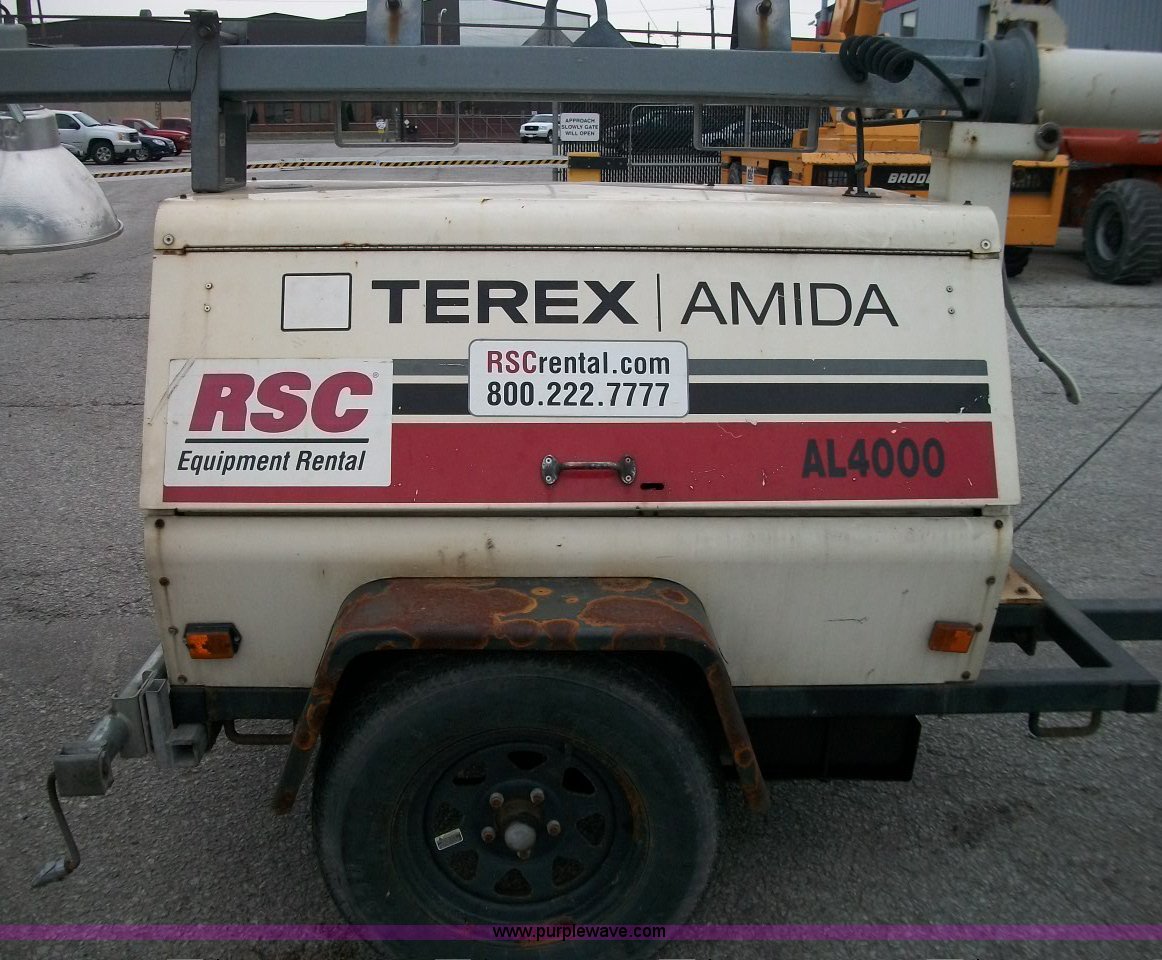 APPROACH
SLOWLY GATE
WILL OPEN
TEREX | AMIDA
RSCrental.com
800.222.7777
RSC®
Equipment Rental
AL4000
www.purplewave.com